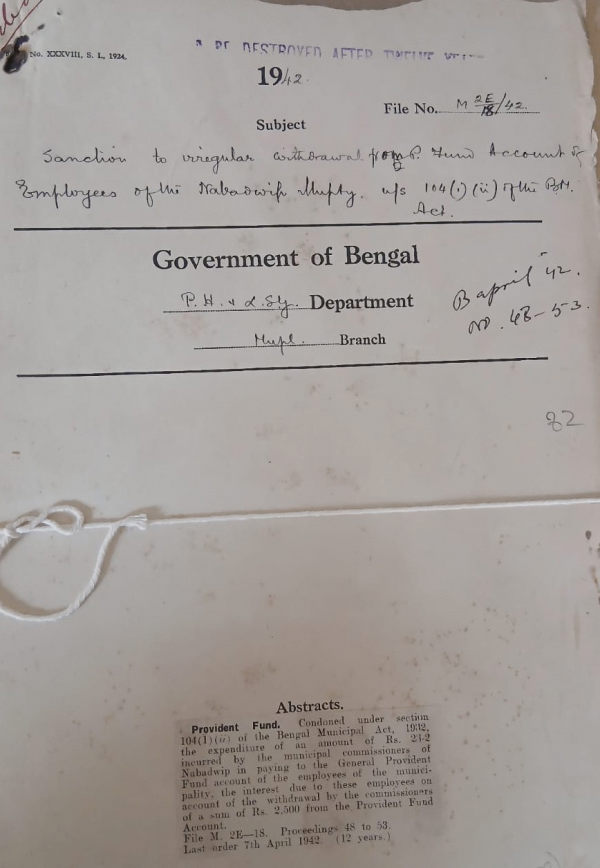 No. XXXVIII, S. L, 1924.
BE DESTROYED AFTER TWELVE
1942.
File No. M 2E/18/42.
Subject
Sanction to irregular withdrawal from P. Fund Account of
Employees of the Nabadwip Mupty. u/s 104(i)(ii) of the B.M.
Act.
Government of Bengal
P. H. & L. S. G. Department
Mupl. Branch
B april '42.
No. 48-53.
82
Abstracts.
Provident Fund. Condoned under section
104(1)(ii) of the Bengal Municipal Act, 1932,
the expenditure of an amount of Rs. 23-2
incurred by the municipal commissioners of
Nabadwip in paying to the General Provident
Fund account of the employees of the munici-
pality, the interest due to these employees on
account of the withdrawal by the commissioners
of a sum of Rs. 2,500 from the Provident Fund
Account.
File M. 2E—18. Proceedings 48 to 53.
Last order 7th April 1942. (12 years.)